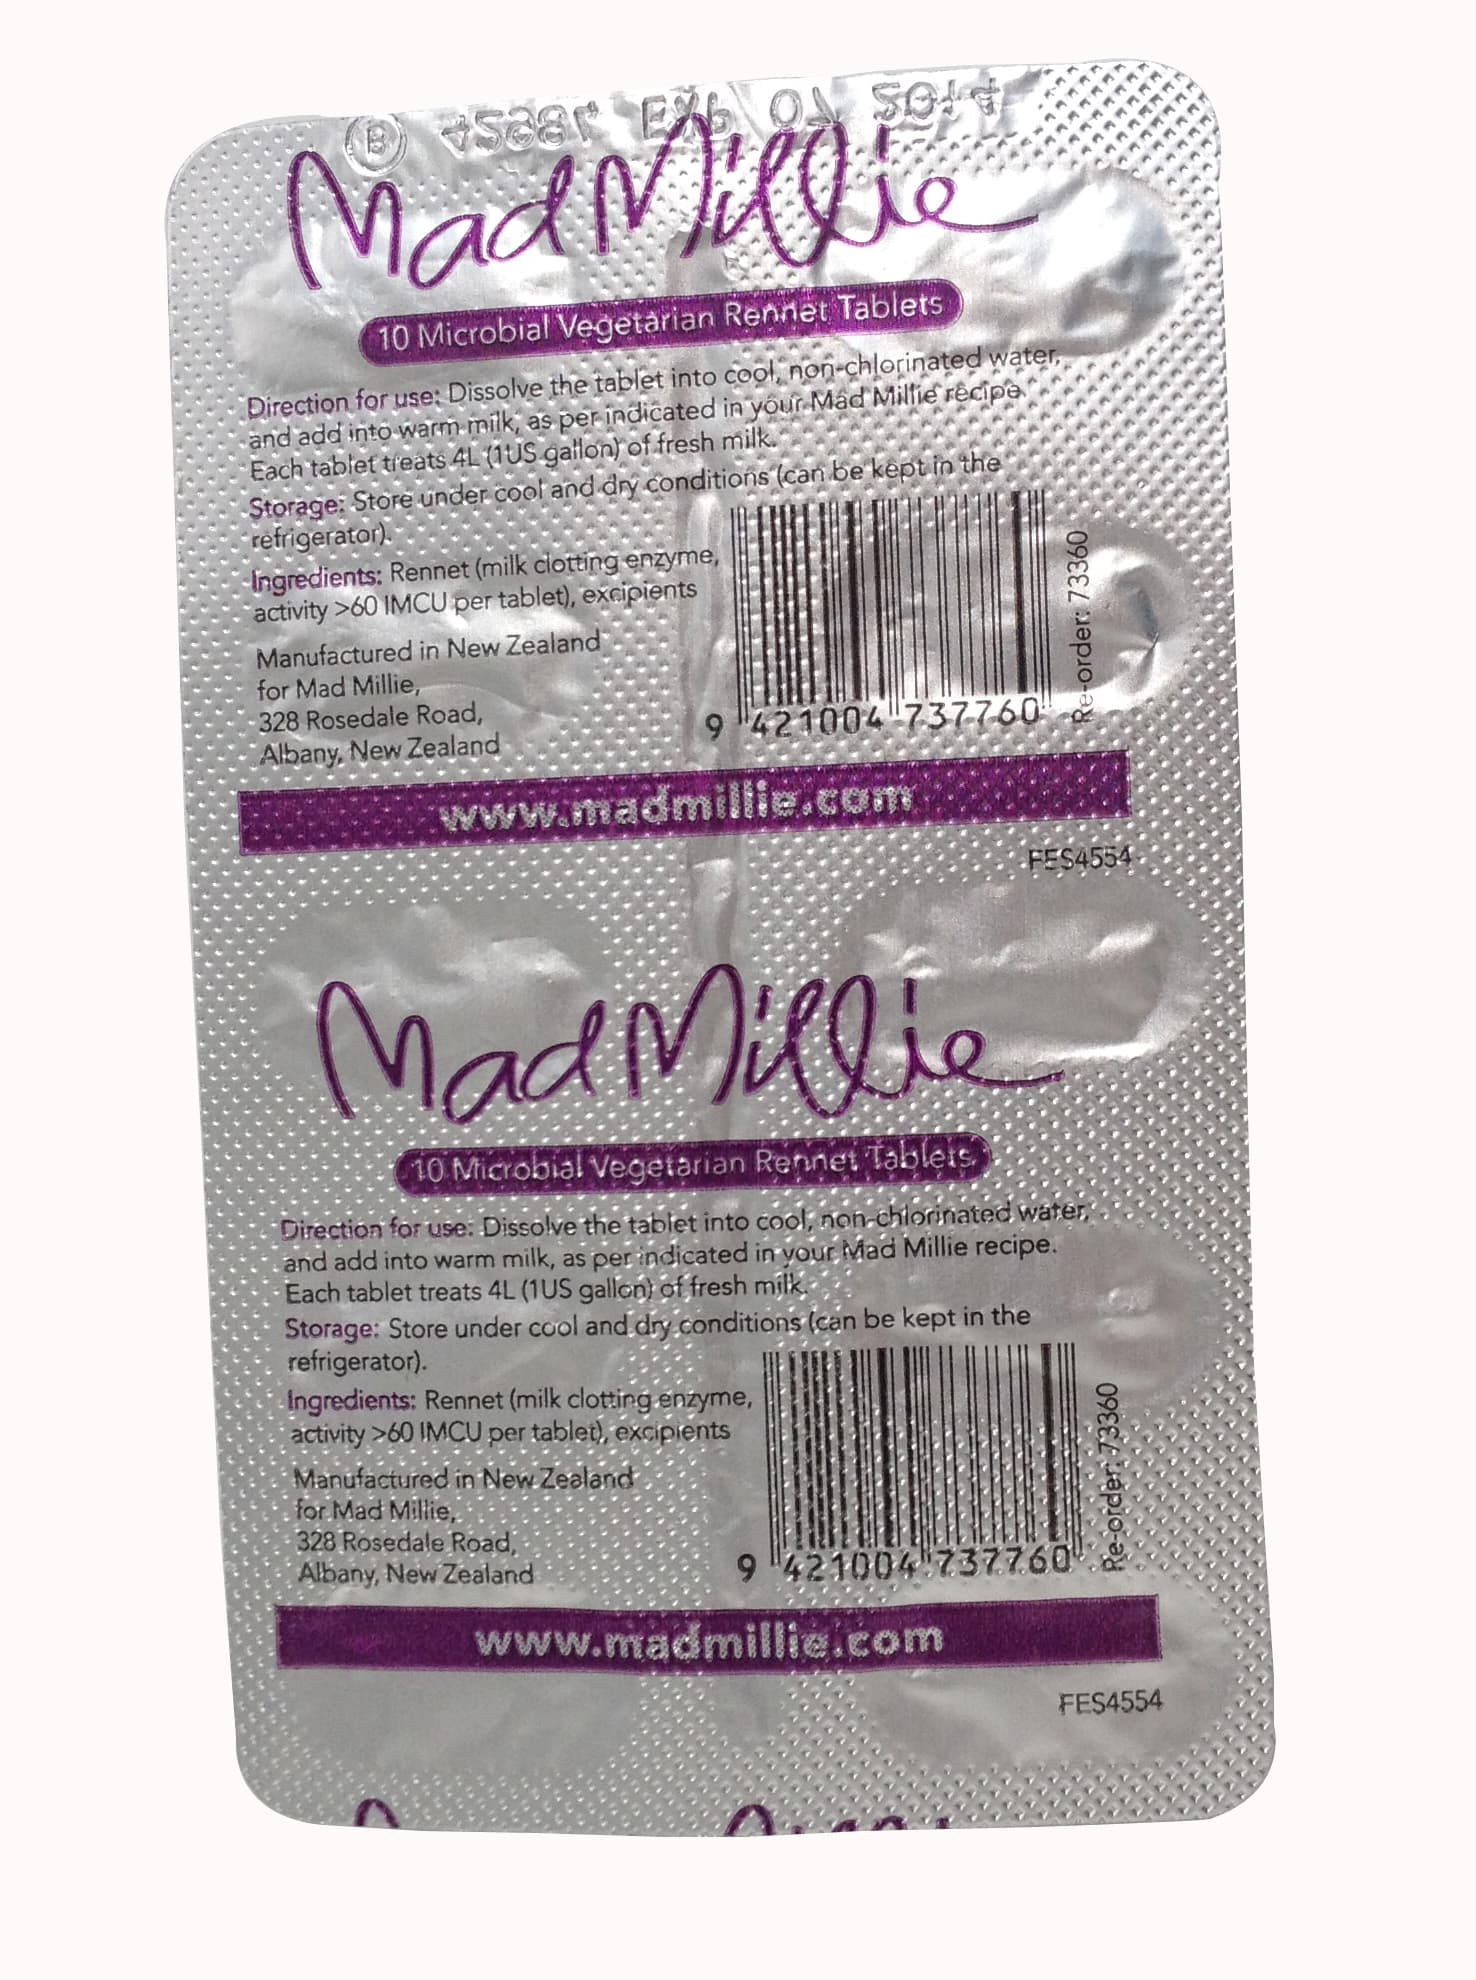 EXP 07 2014
Mad Millie
10 Microbial Vegetarian Rennet Tablets
Direction for use: Dissolve the tablet into cool, non-chlorinated water,
and add into warm milk, as per indicated in your Mad Millie recipe.
Each tablet treats 4L (1US gallon) of fresh milk.
Storage: Store under cool and dry conditions (can be kept in the
refrigerator).
Ingredients: Rennet (milk clotting enzyme,
activity >60 IMCU per tablet), excipients
Manufactured in New Zealand
for Mad Millie,
328 Rosedale Road,
Albany, New Zealand
9 421004 737760
Re-order: 73360
www.madmillie.com
FES4554
Mad Millie
10 Microbial Vegetarian Rennet Tablets
Direction for use: Dissolve the tablet into cool, non-chlorinated water,
and add into warm milk, as per indicated in your Mad Millie recipe.
Each tablet treats 4L (1US gallon) of fresh milk.
Storage: Store under cool and dry conditions (can be kept in the
refrigerator).
Ingredients: Rennet (milk clotting enzyme,
activity >60 IMCU per tablet), excipients
Manufactured in New Zealand
for Mad Millie,
328 Rosedale Road,
Albany, New Zealand
9 421004 737760
Re-order: 73360
www.madmillie.com
FES4554